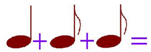 + + =